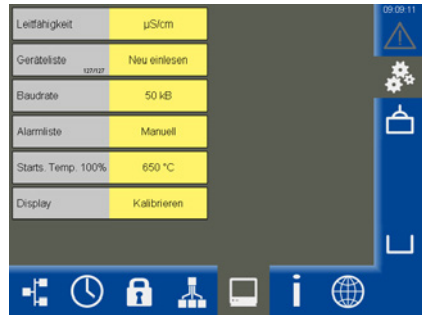 09:09:11
Leitfähigkeit µS/cm
Geräteliste 127/127 Neu einlesen
Baudrate 50 kB
Alarmliste Manuell
Starts. Temp. 100% 650 °C
Display Kalibrieren